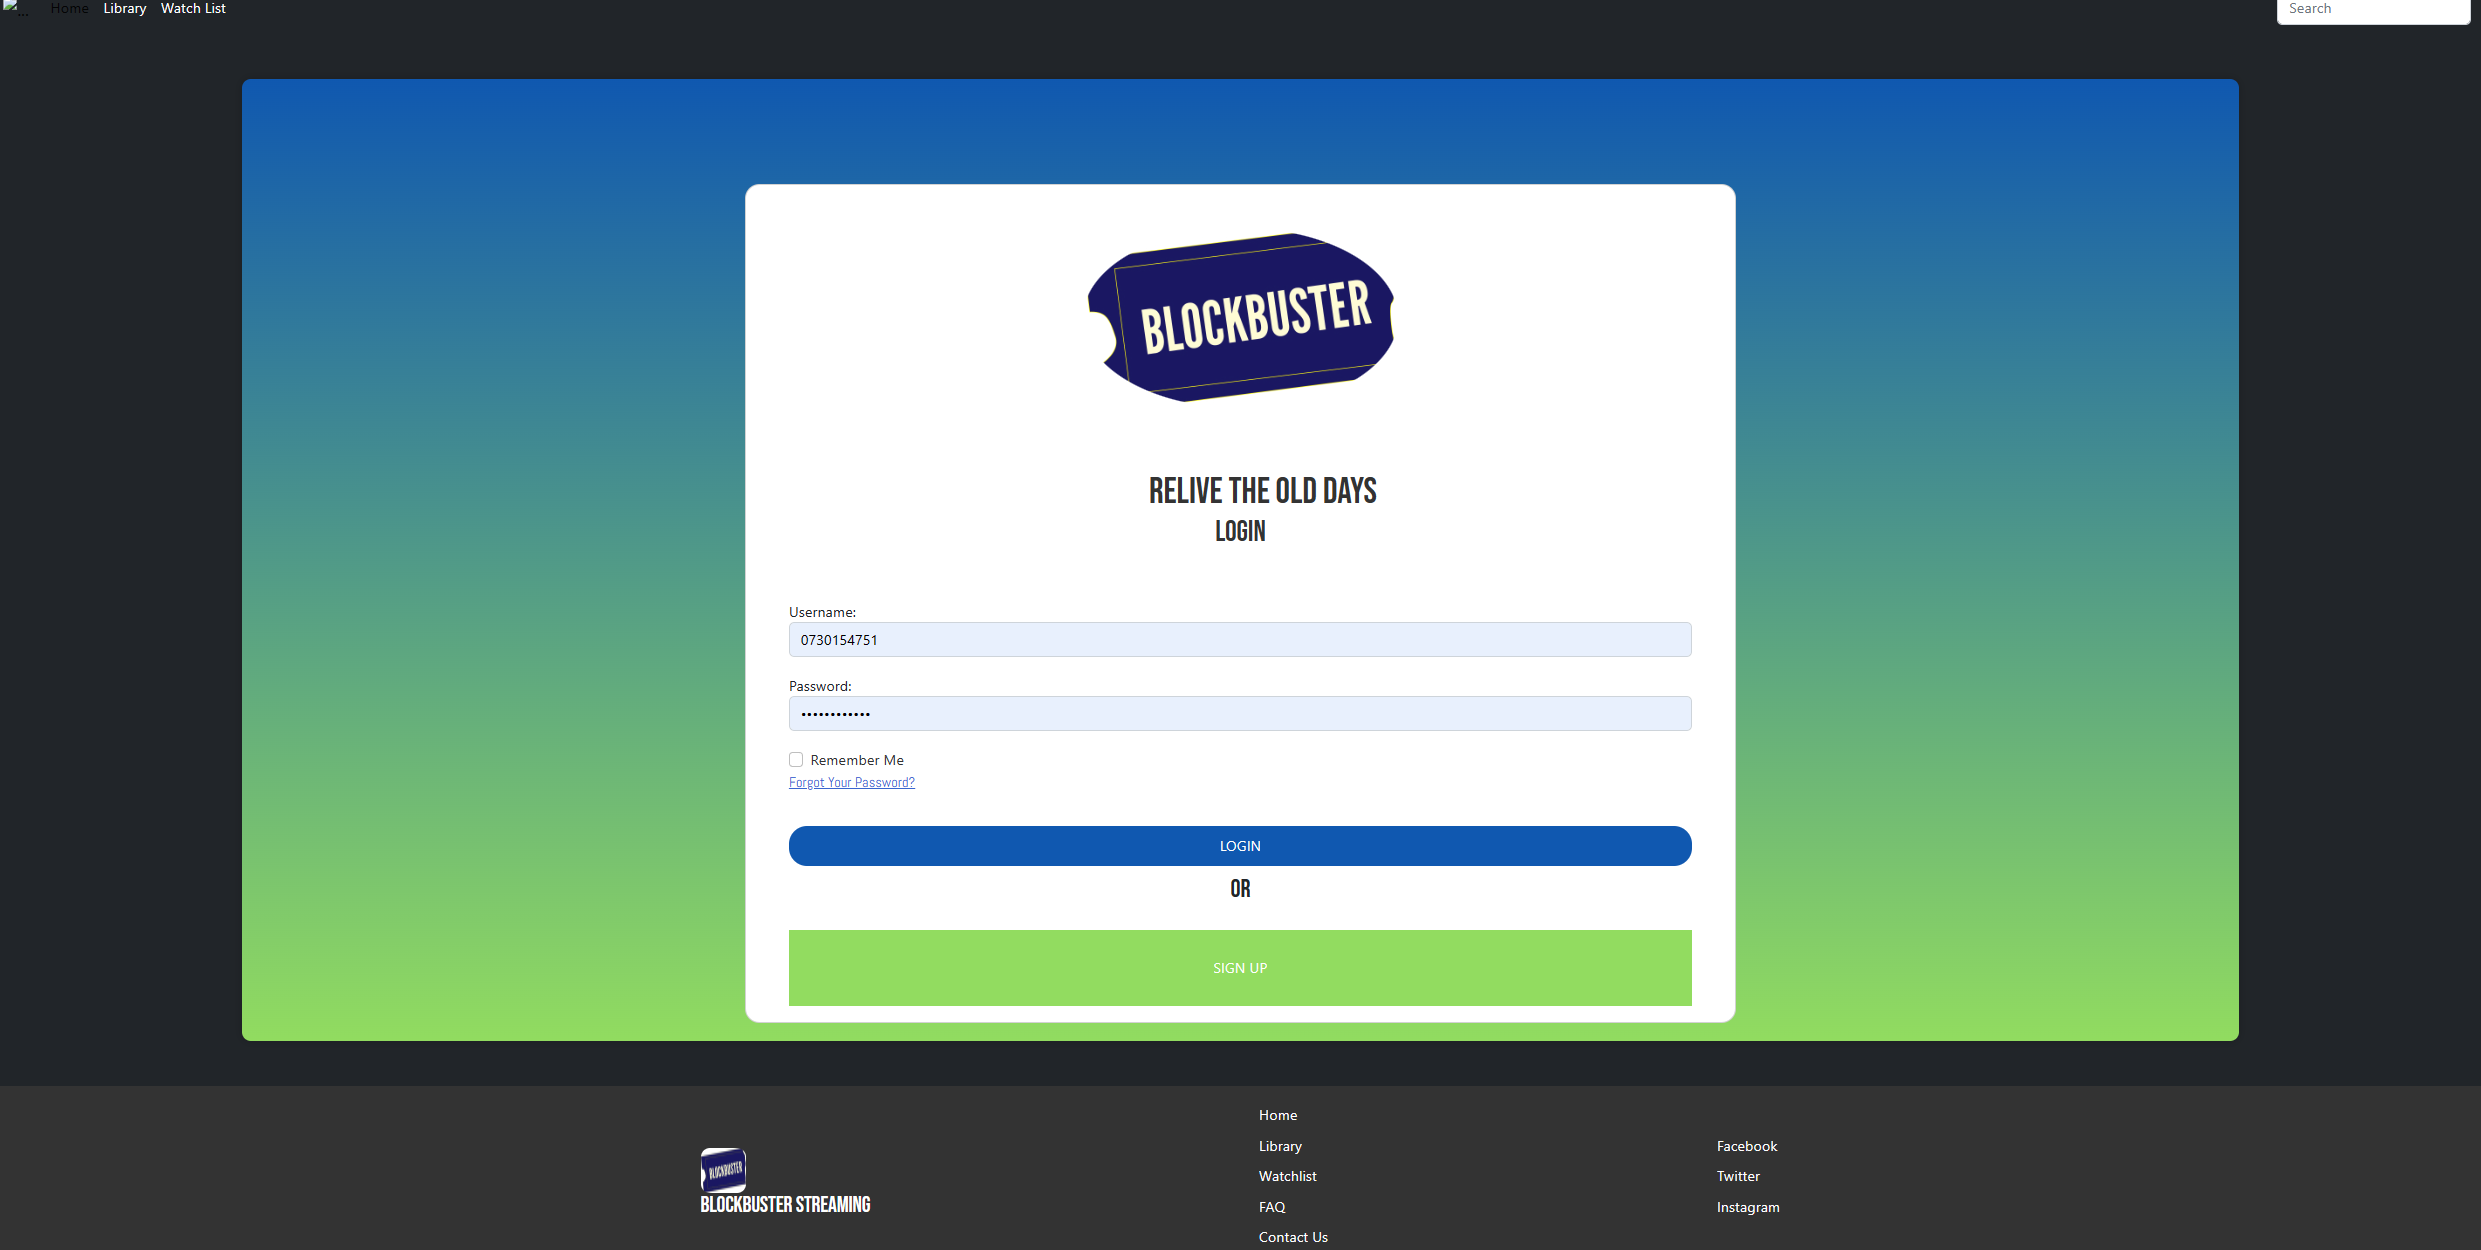 Home Library Watch List Search
BLOCKBUSTER
RELIVE THE OLD DAYS
LOGIN
Username:
0730154751
Password:
••••••••••••
Remember Me
Forgot Your Password?
LOGIN
OR
SIGN UP
BLOCKBUSTER
BLOCKBUSTER STREAMING
Home
Library
Watchlist
FAQ
Contact Us
Facebook
Twitter
Instagram